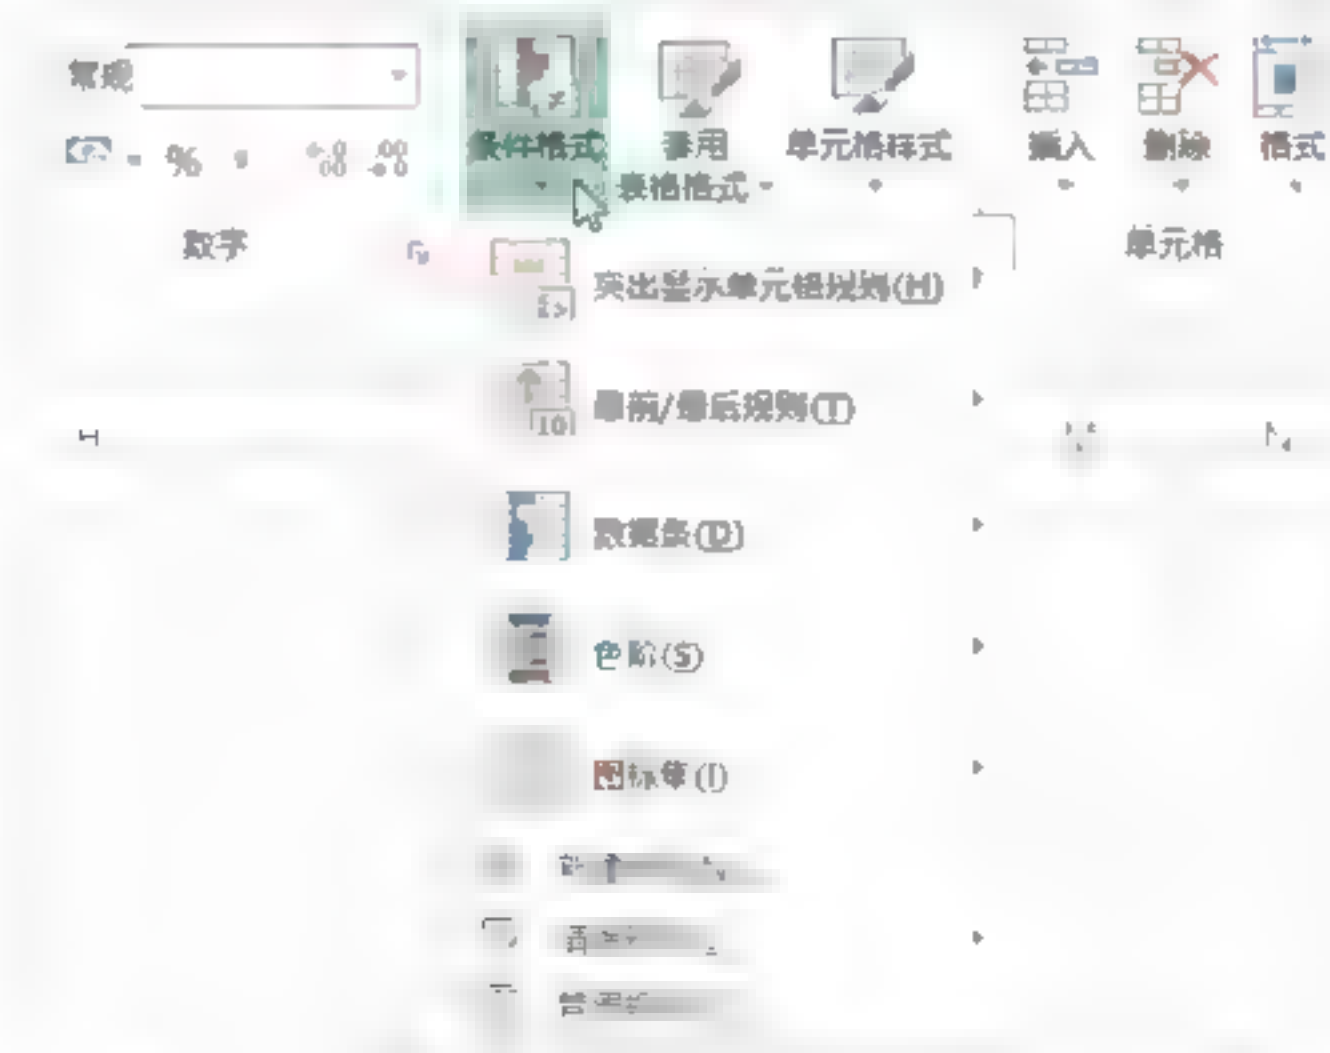 常规
条件格式
套用
表格格式
单元格样式
插入
删除
格式
数字
单元格
突出显示单元格规则(H)
最前/最后规则(T)
数据条(D)
色阶(S)
图标集(I)